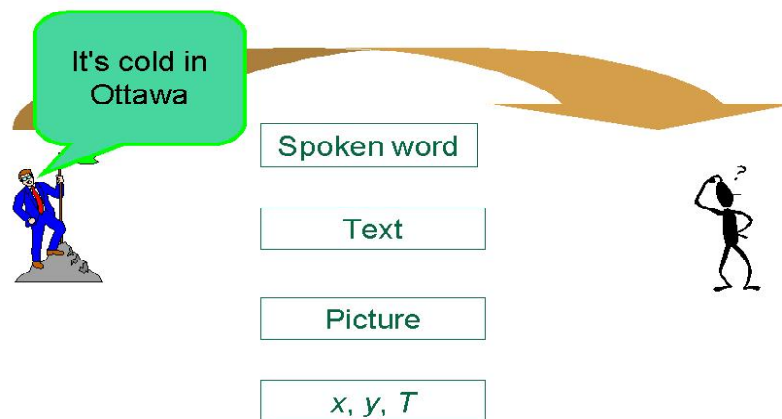 It's cold in
Ottawa
Spoken word
?
Text
Picture
x, y, T